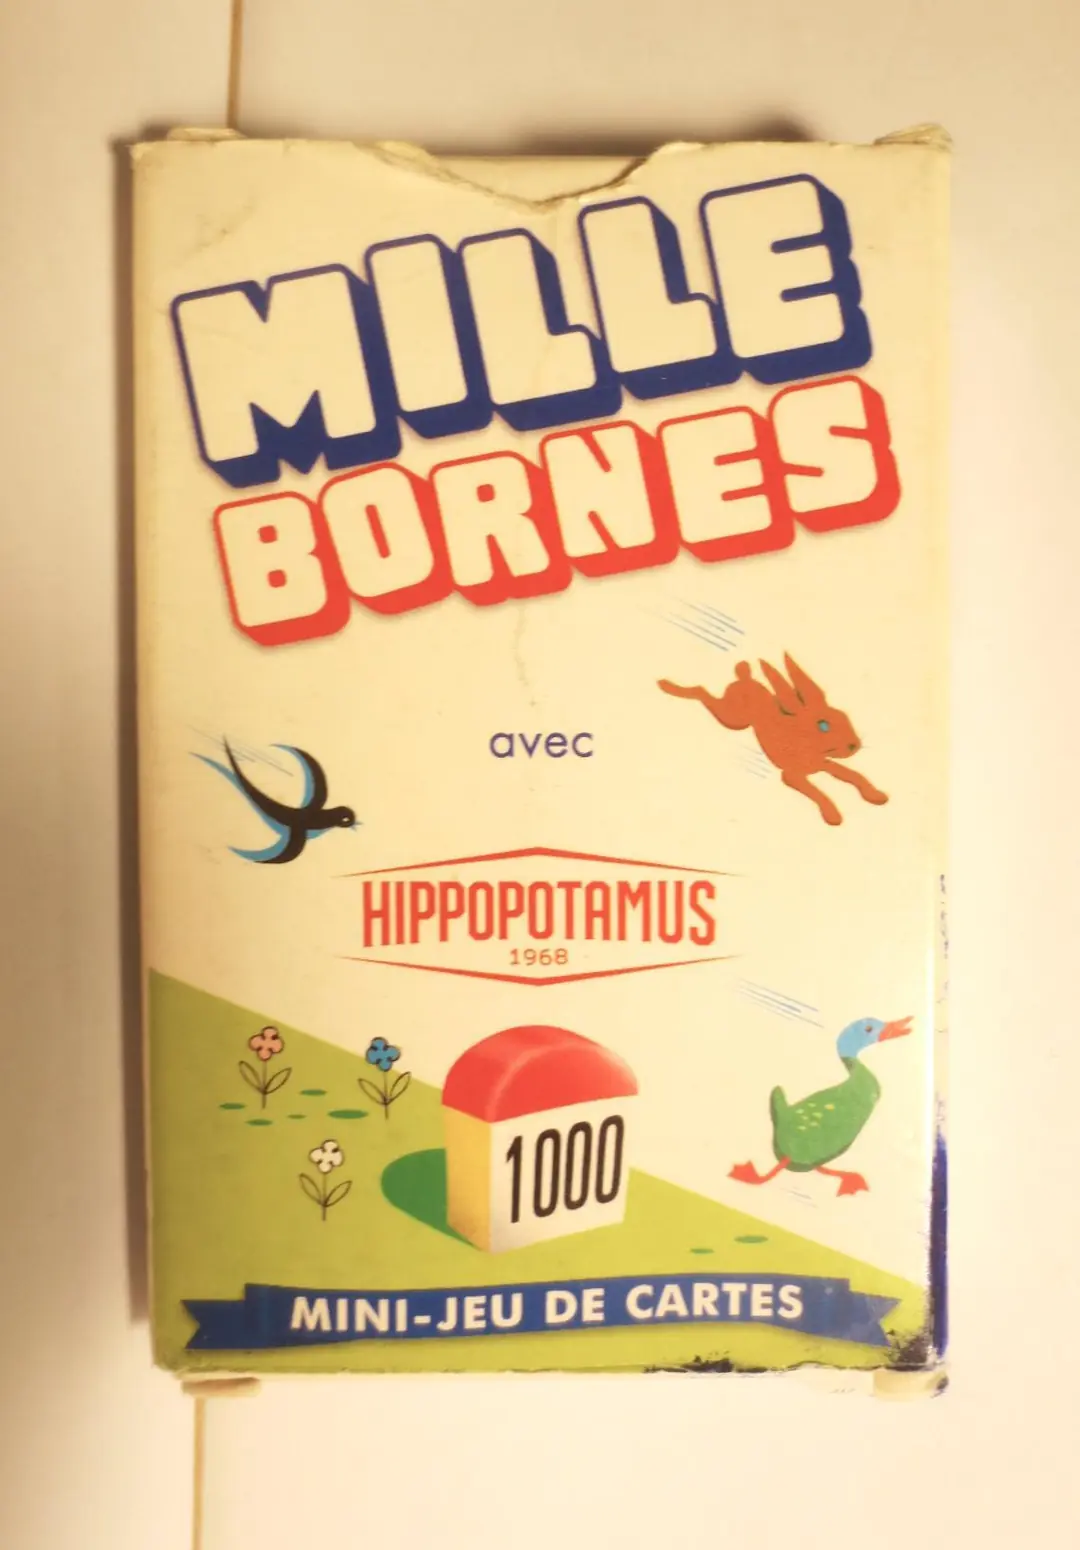 MILLE
BORNES
avec
HIPPOPOTAMUS
1968
1000
MINI-JEU DE CARTES